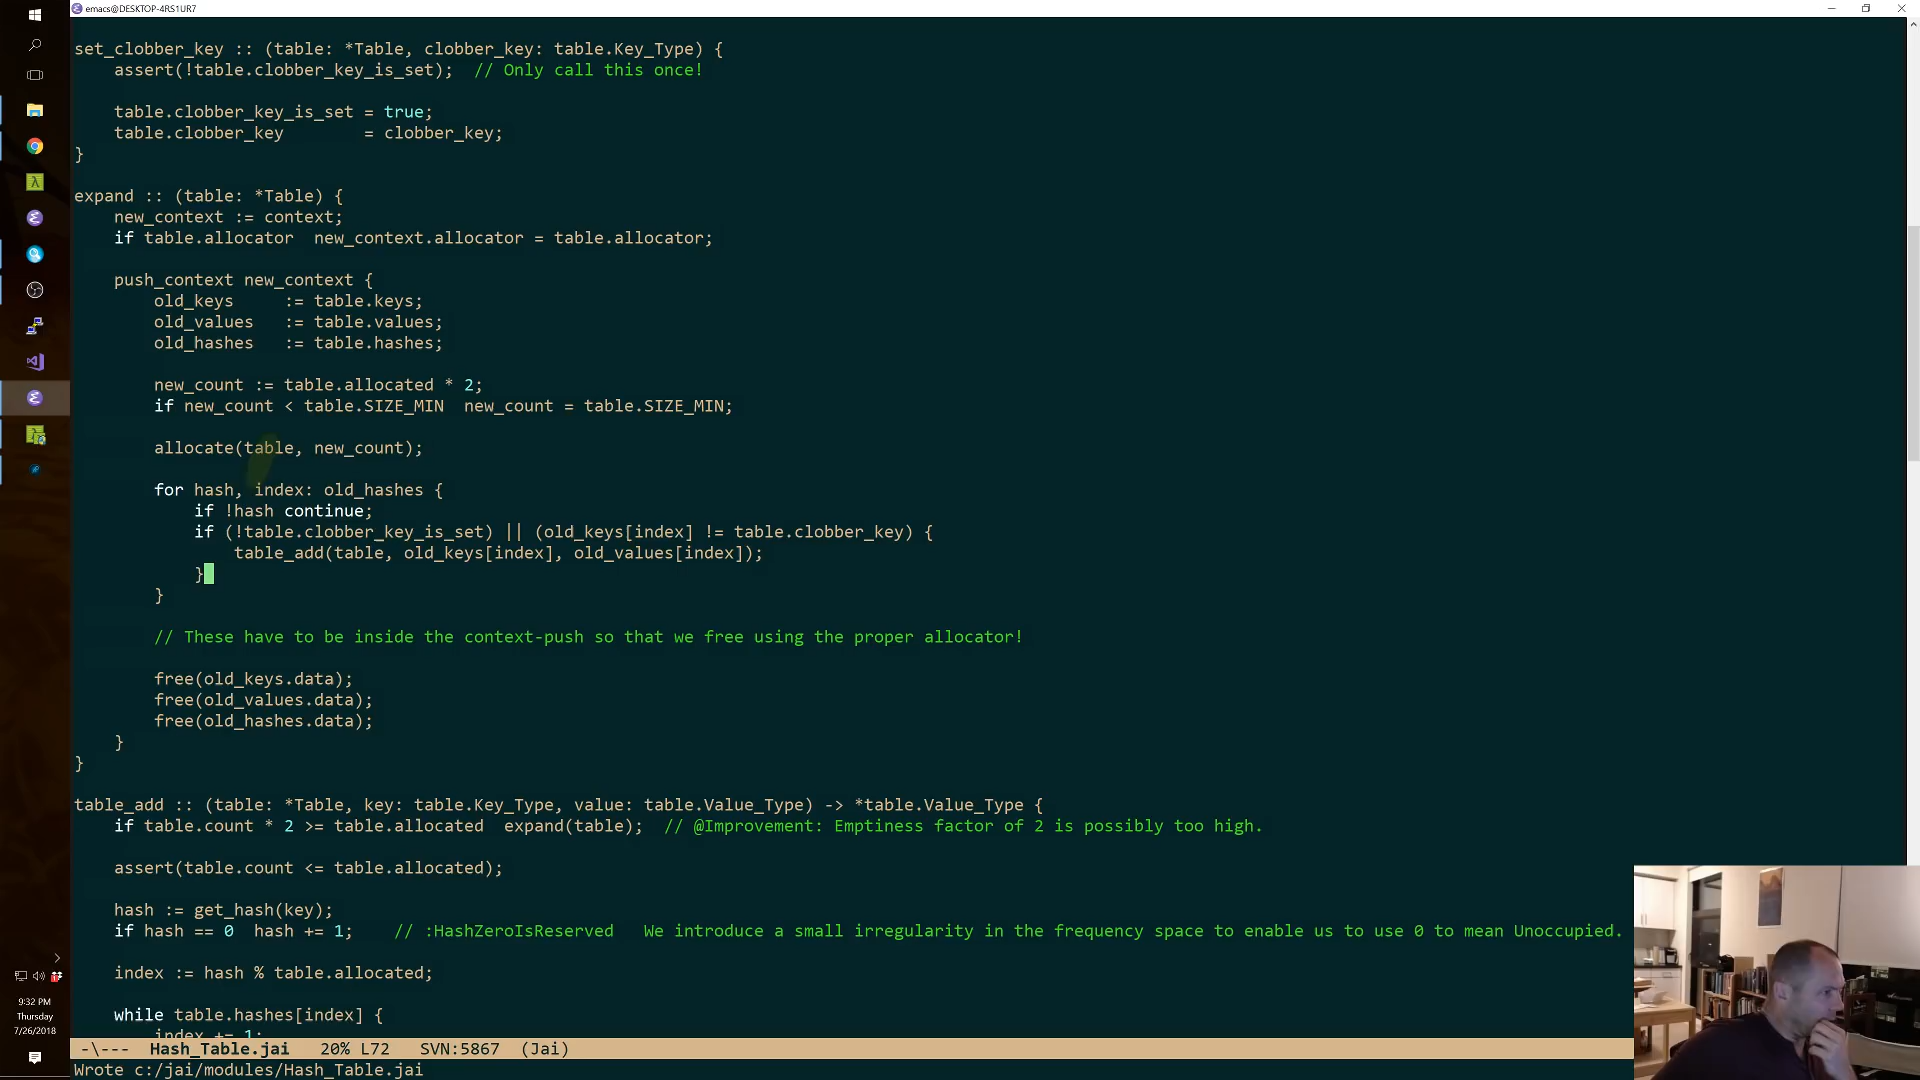 emacs@DESKTOP-4RS1UR7
set_clobber_key :: (table: *Table, clobber_key: table.Key_Type) {
    assert(!table.clobber_key_is_set);  // Only call this once!
    table.clobber_key_is_set = true;
    table.clobber_key        = clobber_key;
}
expand :: (table: *Table) {
    new_context := context;
    if table.allocator  new_context.allocator = table.allocator;
    push_context new_context {
        old_keys     := table.keys;
        old_values   := table.values;
        old_hashes   := table.hashes;
        new_count := table.allocated * 2;
        if new_count < table.SIZE_MIN  new_count = table.SIZE_MIN;
        allocate(table, new_count);
        for hash, index: old_hashes {
            if !hash continue;
            if (!table.clobber_key_is_set) || (old_keys[index] != table.clobber_key) {
                table_add(table, old_keys[index], old_values[index]);
            }
        }
        // These have to be inside the context-push so that we free using the proper allocator!
        free(old_keys.data);
        free(old_values.data);
        free(old_hashes.data);
    }
}
table_add :: (table: *Table, key: table.Key_Type, value: table.Value_Type) -> *table.Value_Type {
    if table.count * 2 >= table.allocated  expand(table);  // @Improvement: Emptiness factor of 2 is possibly too high.
    assert(table.count <= table.allocated);
    hash := get_hash(key);
    if hash == 0  hash += 1;    // :HashZeroIsReserved   We introduce a small irregularity in the frequency space to enable us to use 0 to mean Unoccupied.
    index := hash % table.allocated;
    while table.hashes[index] {
        index += 1;
-\---  Hash_Table.jai   20% L72   SVN:5867  (Jai)
Wrote c:/jai/modules/Hash_Table.jai
9:32 PM
Thursday
7/26/2018